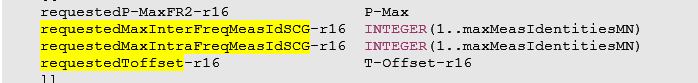 requestedP-MaxFR2-r16 P-Max
requestedMaxInterFreqMeasIdSCG-r16 INTEGER(1..maxMeasIdentitiesMN)
requestedMaxIntraFreqMeasIdSCG-r16 INTEGER(1..maxMeasIdentitiesMN)
requestedToffset-r16 T-Offset-r16
]]